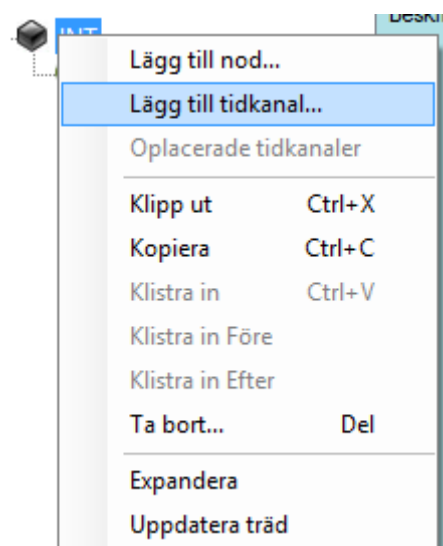 INT
Lägg till nod...
Lägg till tidkanal...
Oplacerade tidkanaler
Klipp ut Ctrl+X
Kopiera Ctrl+C
Klistra in Ctrl+V
Klistra in Före
Klistra in Efter
Ta bort... Del
Expandera
Uppdatera träd